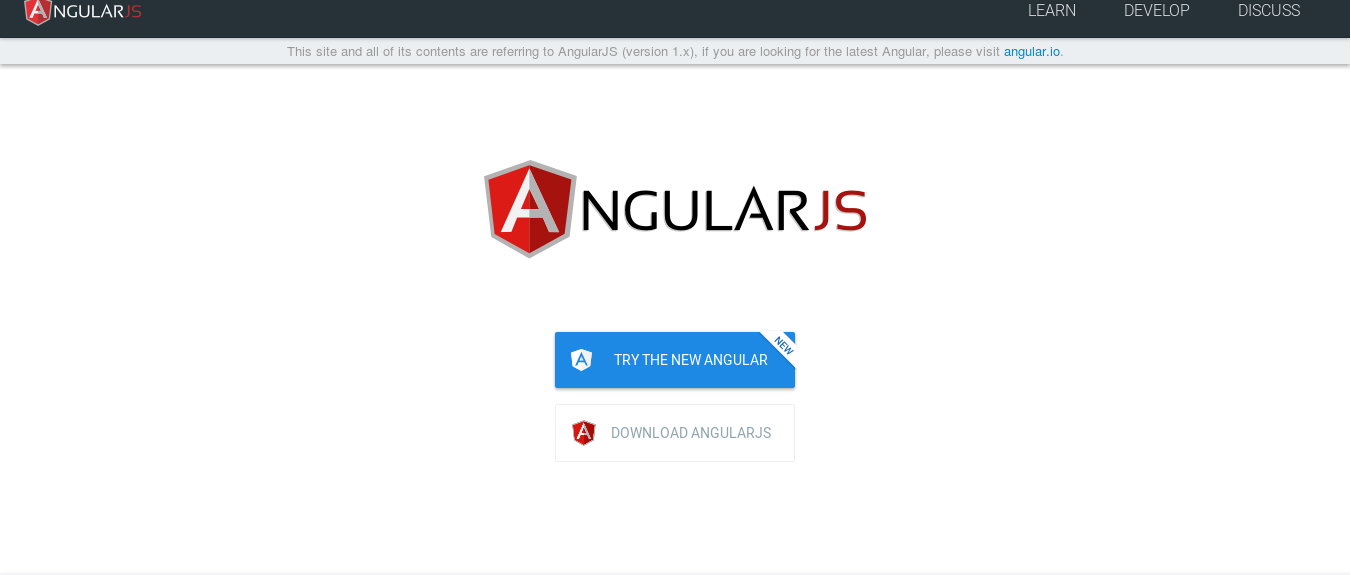 ANGULARJS
LEARN DEVELOP DISCUSS
This site and all of its contents are referring to AngularJS (version 1.x), if you are looking for the latest Angular, please visit angular.io.
ANGULARJS
TRY THE NEW ANGULAR
NEW
DOWNLOAD ANGULARJS